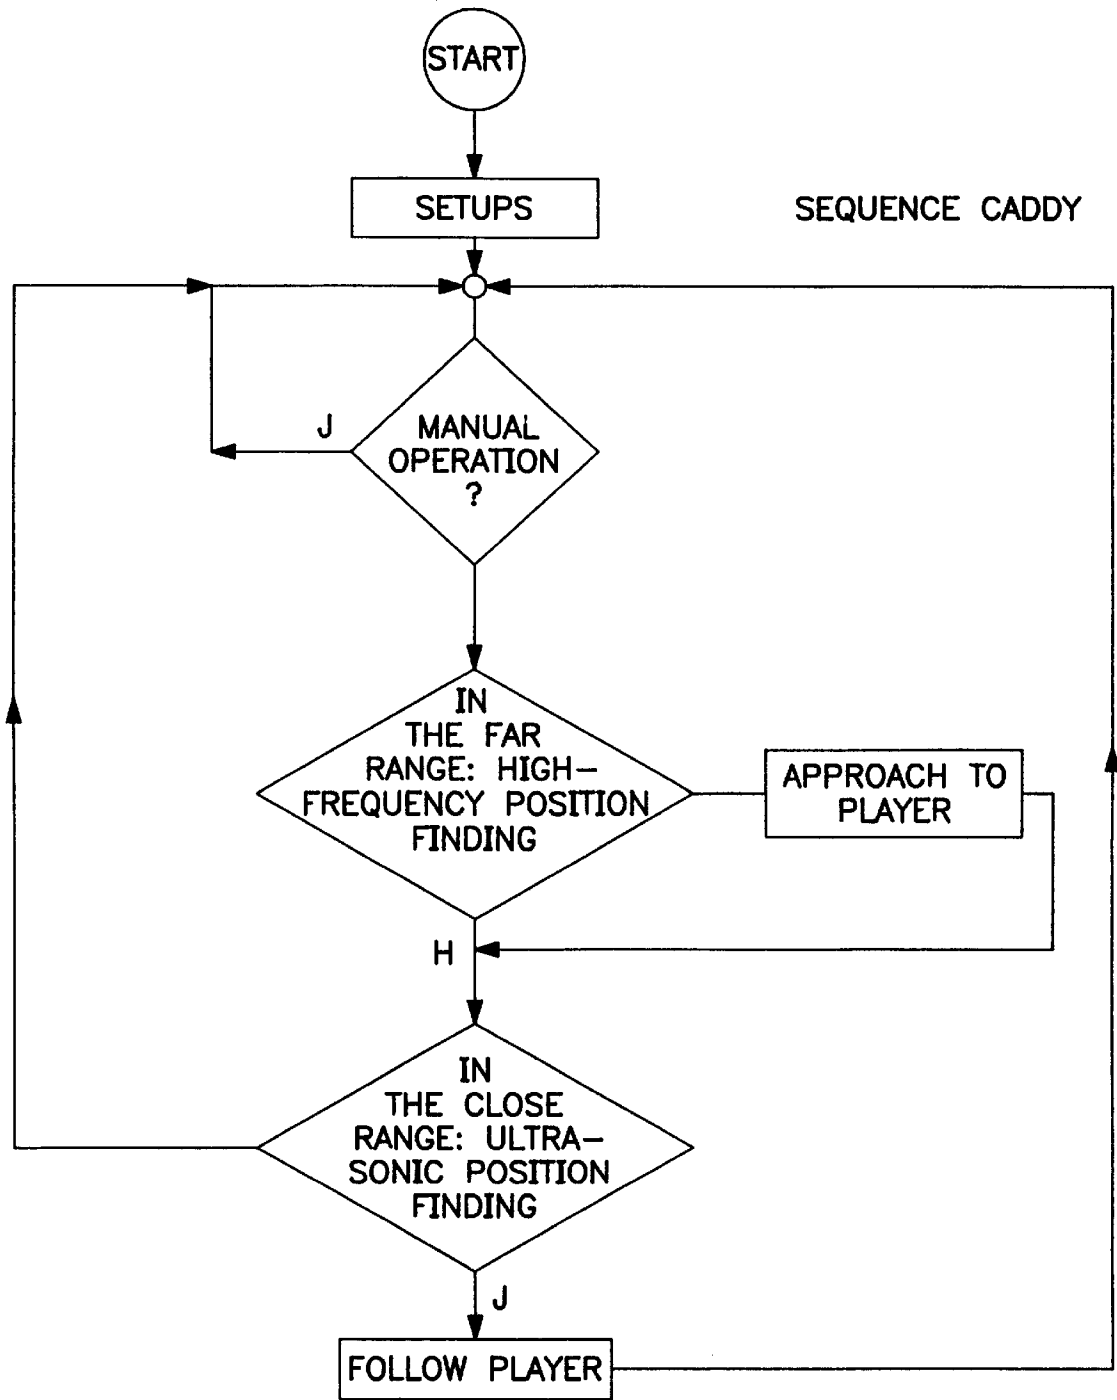 START
SETUPS
SEQUENCE CADDY
J
MANUAL
OPERATION
?
IN
THE FAR
RANGE: HIGH-
FREQUENCY POSITION
FINDING
APPROACH TO
PLAYER
H
IN
THE CLOSE
RANGE: ULTRA-
SONIC POSITION
FINDING
J
FOLLOW PLAYER